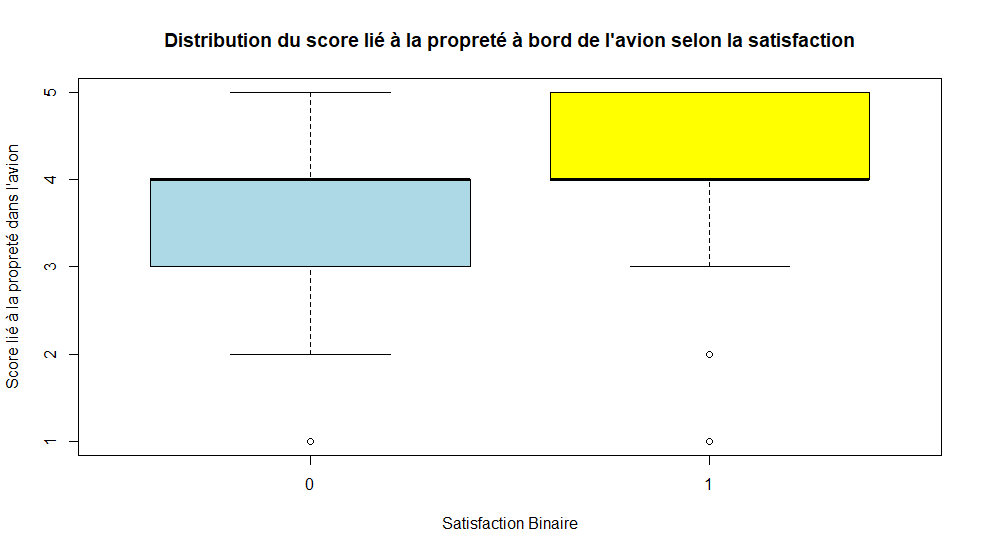 Distribution du score lié à la propreté à bord de l'avion selon la satisfaction
Score lié à la propreté dans l'avion
5
4
3
2
1
0
1
Satisfaction Binaire